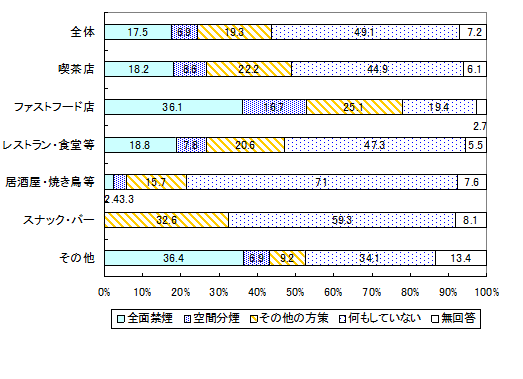 全体 17.5 6.9 19.3 49.1 7.2
喫茶店 18.2 8.6 22.2 44.9 6.1
ファストフード店 36.1 16.7 25.1 19.4
2.7
レストラン・食堂等 18.8 7.8 20.6 47.3 5.5
居酒屋・焼き鳥等 15.7 71 7.6
2.4 3.3
スナック・バー 32.6 59.3 8.1
その他 36.4 6.9 9.2 34.1 13.4
0% 10% 20% 30% 40% 50% 60% 70% 80% 90% 100%
全面禁煙 空間分煙 その他の方策 何もしていない 無回答